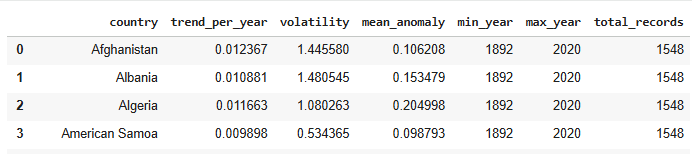 country trend_per_year volatility mean_anomaly min_year max_year total_records
0 Afghanistan 0.012367 1.445580 0.106208 1892 2020 1548
1 Albania 0.010881 1.480545 0.153479 1892 2020 1548
2 Algeria 0.011663 1.080263 0.204998 1892 2020 1548
3 American Samoa 0.009898 0.534365 0.098793 1892 2020 1548